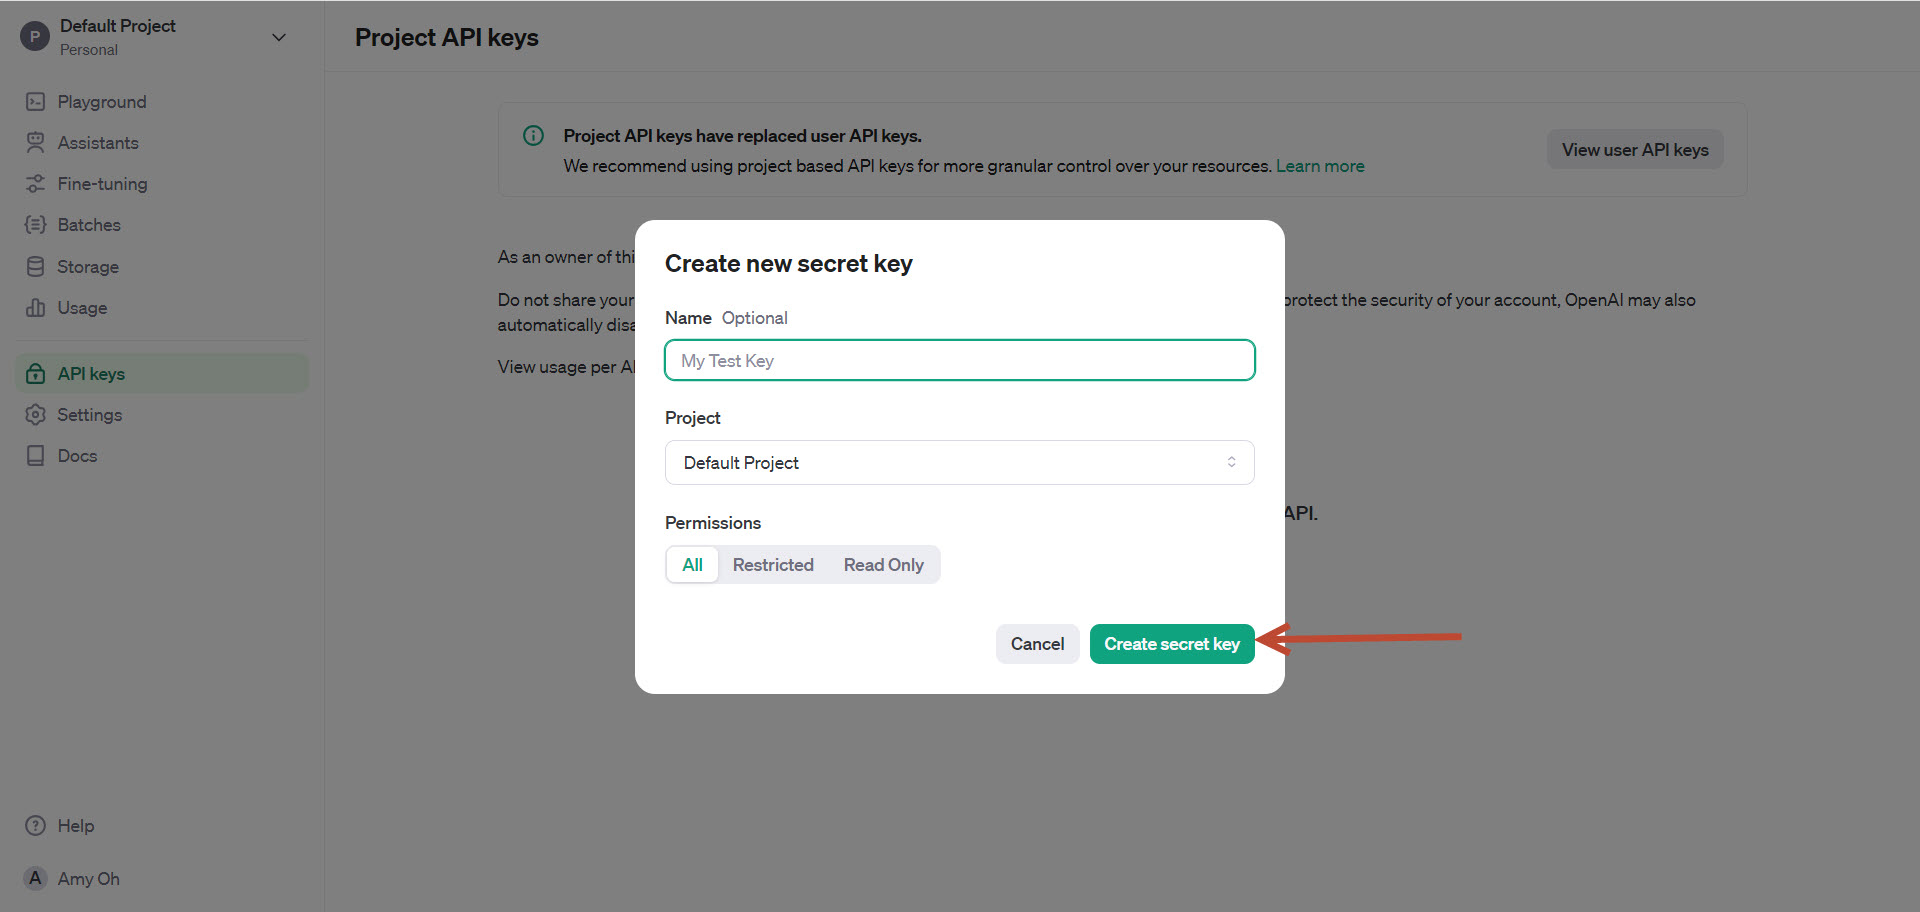 P
Default Project
Personal
Playground
Assistants
Fine-tuning
Batches
Storage
Usage
API keys
Settings
Docs
Help
A
Amy Oh
Project API keys
Project API keys have replaced user API keys.
We recommend using project based API keys for more granular control over your resources. Learn more
View user API keys
As an owner of thi
Do not share your
protect the security of your account, OpenAI may also
automatically disa
View usage per A
API.
Create new secret key
Name Optional
My Test Key
Project
Default Project
Permissions
All Restricted Read Only
Cancel Create secret key